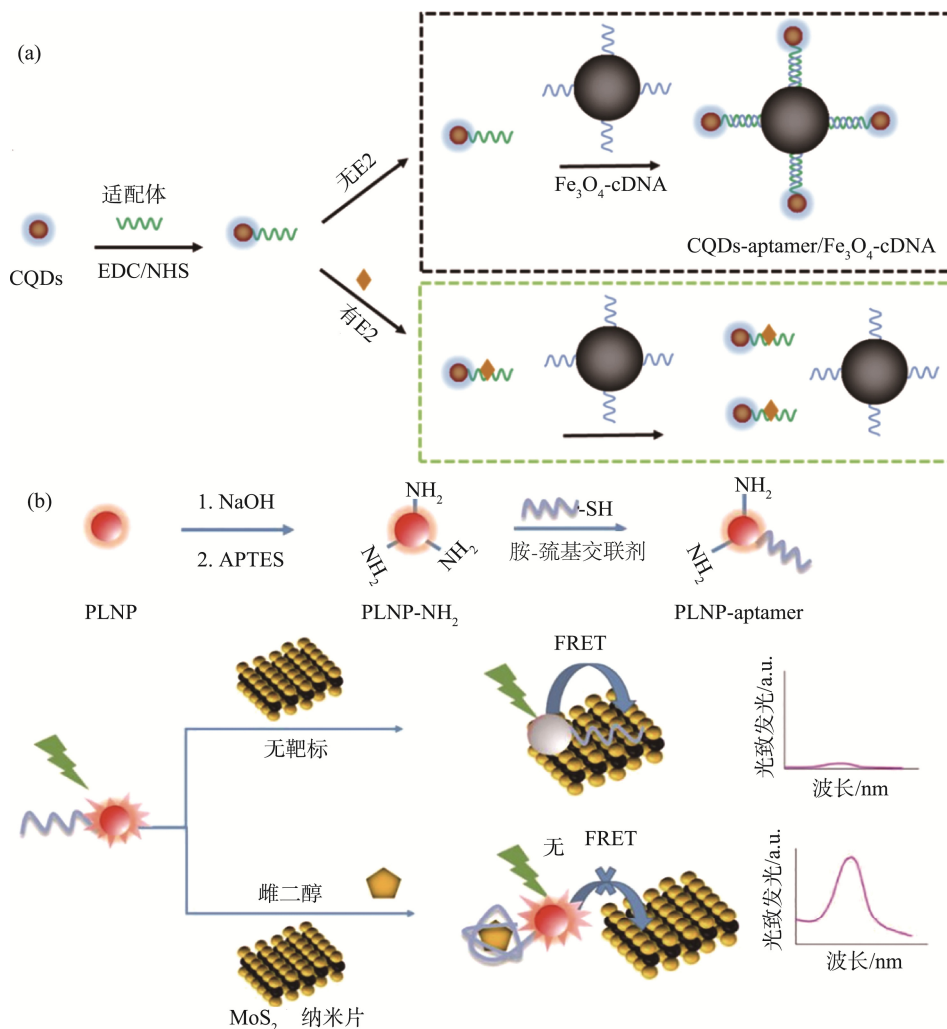 (a)
无E2
Fe₃O₄-cDNA
CQDs-aptamer/Fe₃O₄-cDNA
适配体
CQDs
EDC/NHS
有E2
(b)
PLNP
1. NaOH
2. APTES
NH₂
NH₂
NH₂
PLNP-NH₂
-SH
胺-巯基交联剂
NH₂
NH₂
PLNP-aptamer
无靶标
FRET
光致发光/a.u.
波长/nm
雌二醇
MoS₂ 纳米片
无 FRET
光致发光/a.u.
波长/nm